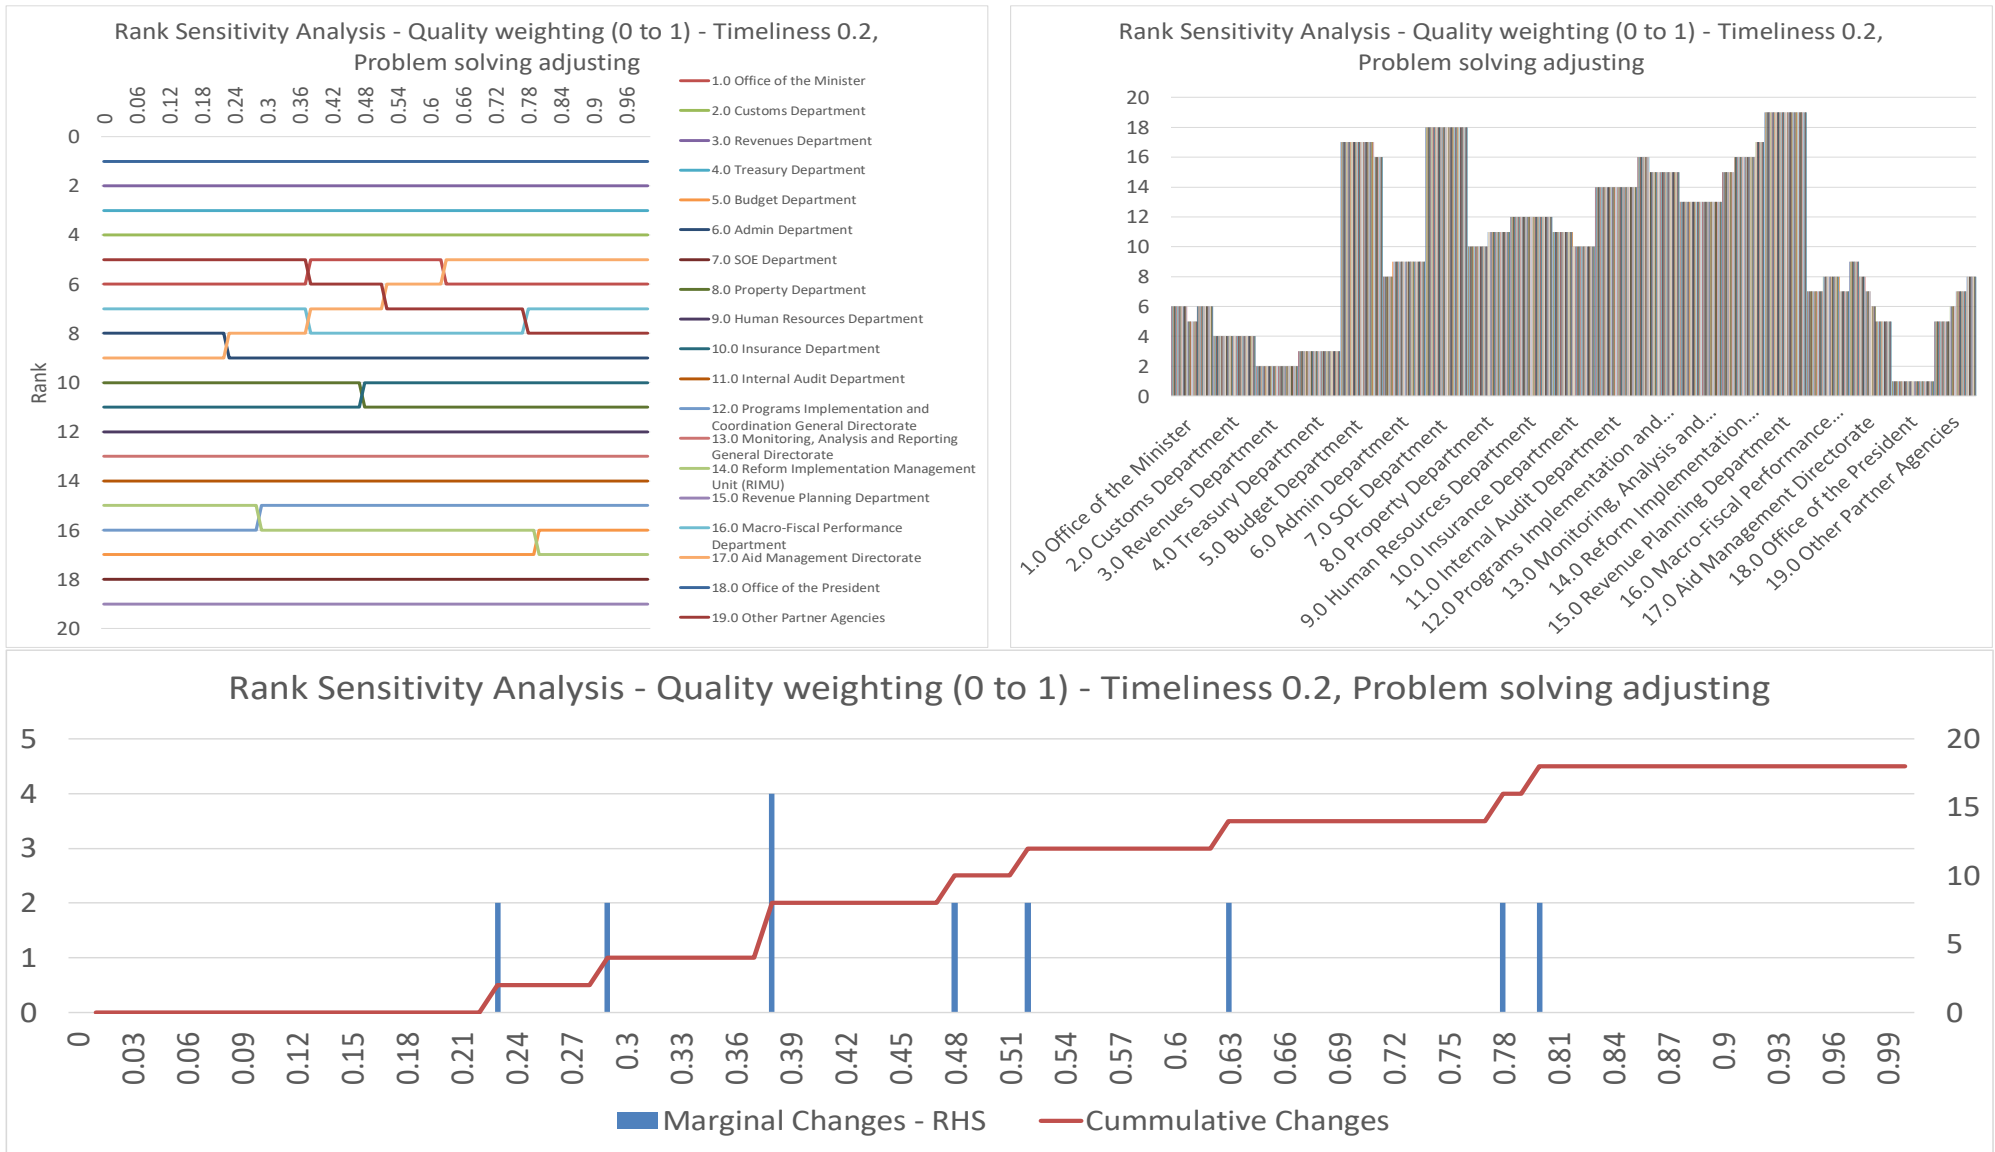 Rank Sensitivity Analysis - Quality weighting (0 to 1) - Timeliness 0.2,
Problem solving adjusting
0 0.06 0.12 0.18 0.24 0.3 0.36 0.42 0.48 0.54 0.6 0.66 0.72 0.78 0.84 0.9 0.96
0
2
4
6
8
10
12
14
16
18
20
Rank
1.0 Office of the Minister
2.0 Customs Department
3.0 Revenues Department
4.0 Treasury Department
5.0 Budget Department
6.0 Admin Department
7.0 SOE Department
8.0 Property Department
9.0 Human Resources Department
10.0 Insurance Department
11.0 Internal Audit Department
12.0 Programs Implementation and
Coordination General Directorate
13.0 Monitoring, Analysis and Reporting
General Directorate
14.0 Reform Implementation Management
Unit (RIMU)
15.0 Revenue Planning Department
16.0 Macro-Fiscal Performance
Department
17.0 Aid Management Directorate
18.0 Office of the President
19.0 Other Partner Agencies
Rank Sensitivity Analysis - Quality weighting (0 to 1) - Timeliness 0.2,
Problem solving adjusting
20
18
16
14
12
10
8
6
4
2
0
1.0 Office of the Minister
2.0 Customs Department
3.0 Revenues Department
4.0 Treasury Department
5.0 Budget Department
6.0 Admin Department
7.0 SOE Department
8.0 Property Department
9.0 Human Resources Department
10.0 Insurance Department
11.0 Internal Audit Department
12.0 Programs Implementation and...
13.0 Monitoring, Analysis and...
14.0 Reform Implementation...
15.0 Revenue Planning Department
16.0 Macro-Fiscal Performance...
17.0 Aid Management Directorate
18.0 Office of the President
19.0 Other Partner Agencies
Rank Sensitivity Analysis - Quality weighting (0 to 1) - Timeliness 0.2, Problem solving adjusting
5
4
3
2
1
0
20
15
10
5
0
0 0.03 0.06 0.09 0.12 0.15 0.18 0.21 0.24 0.27 0.3 0.33 0.36 0.39 0.42 0.45 0.48 0.51 0.54 0.57 0.6 0.63 0.66 0.69 0.72 0.75 0.78 0.81 0.84 0.87 0.9 0.93 0.96 0.99
Marginal Changes - RHS
Cummulative Changes